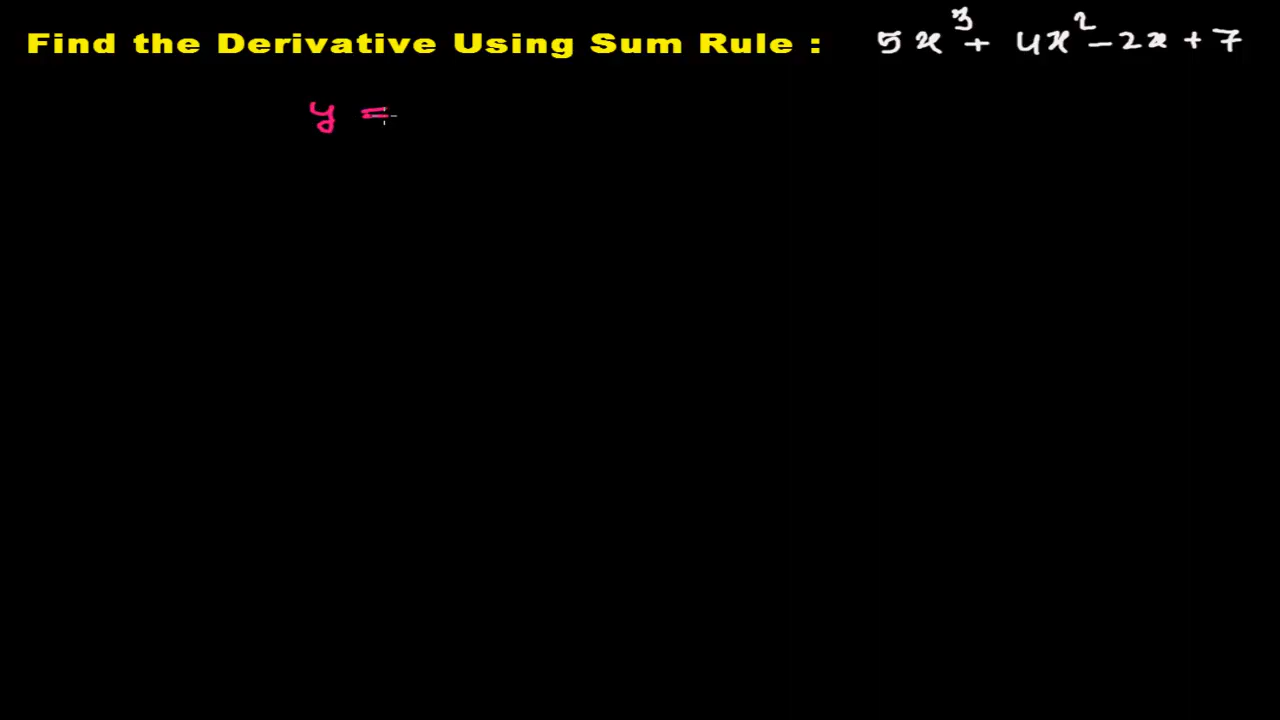 Find the Derivative Using Sum Rule : 5x³ + 4x² - 2x + 7
y =